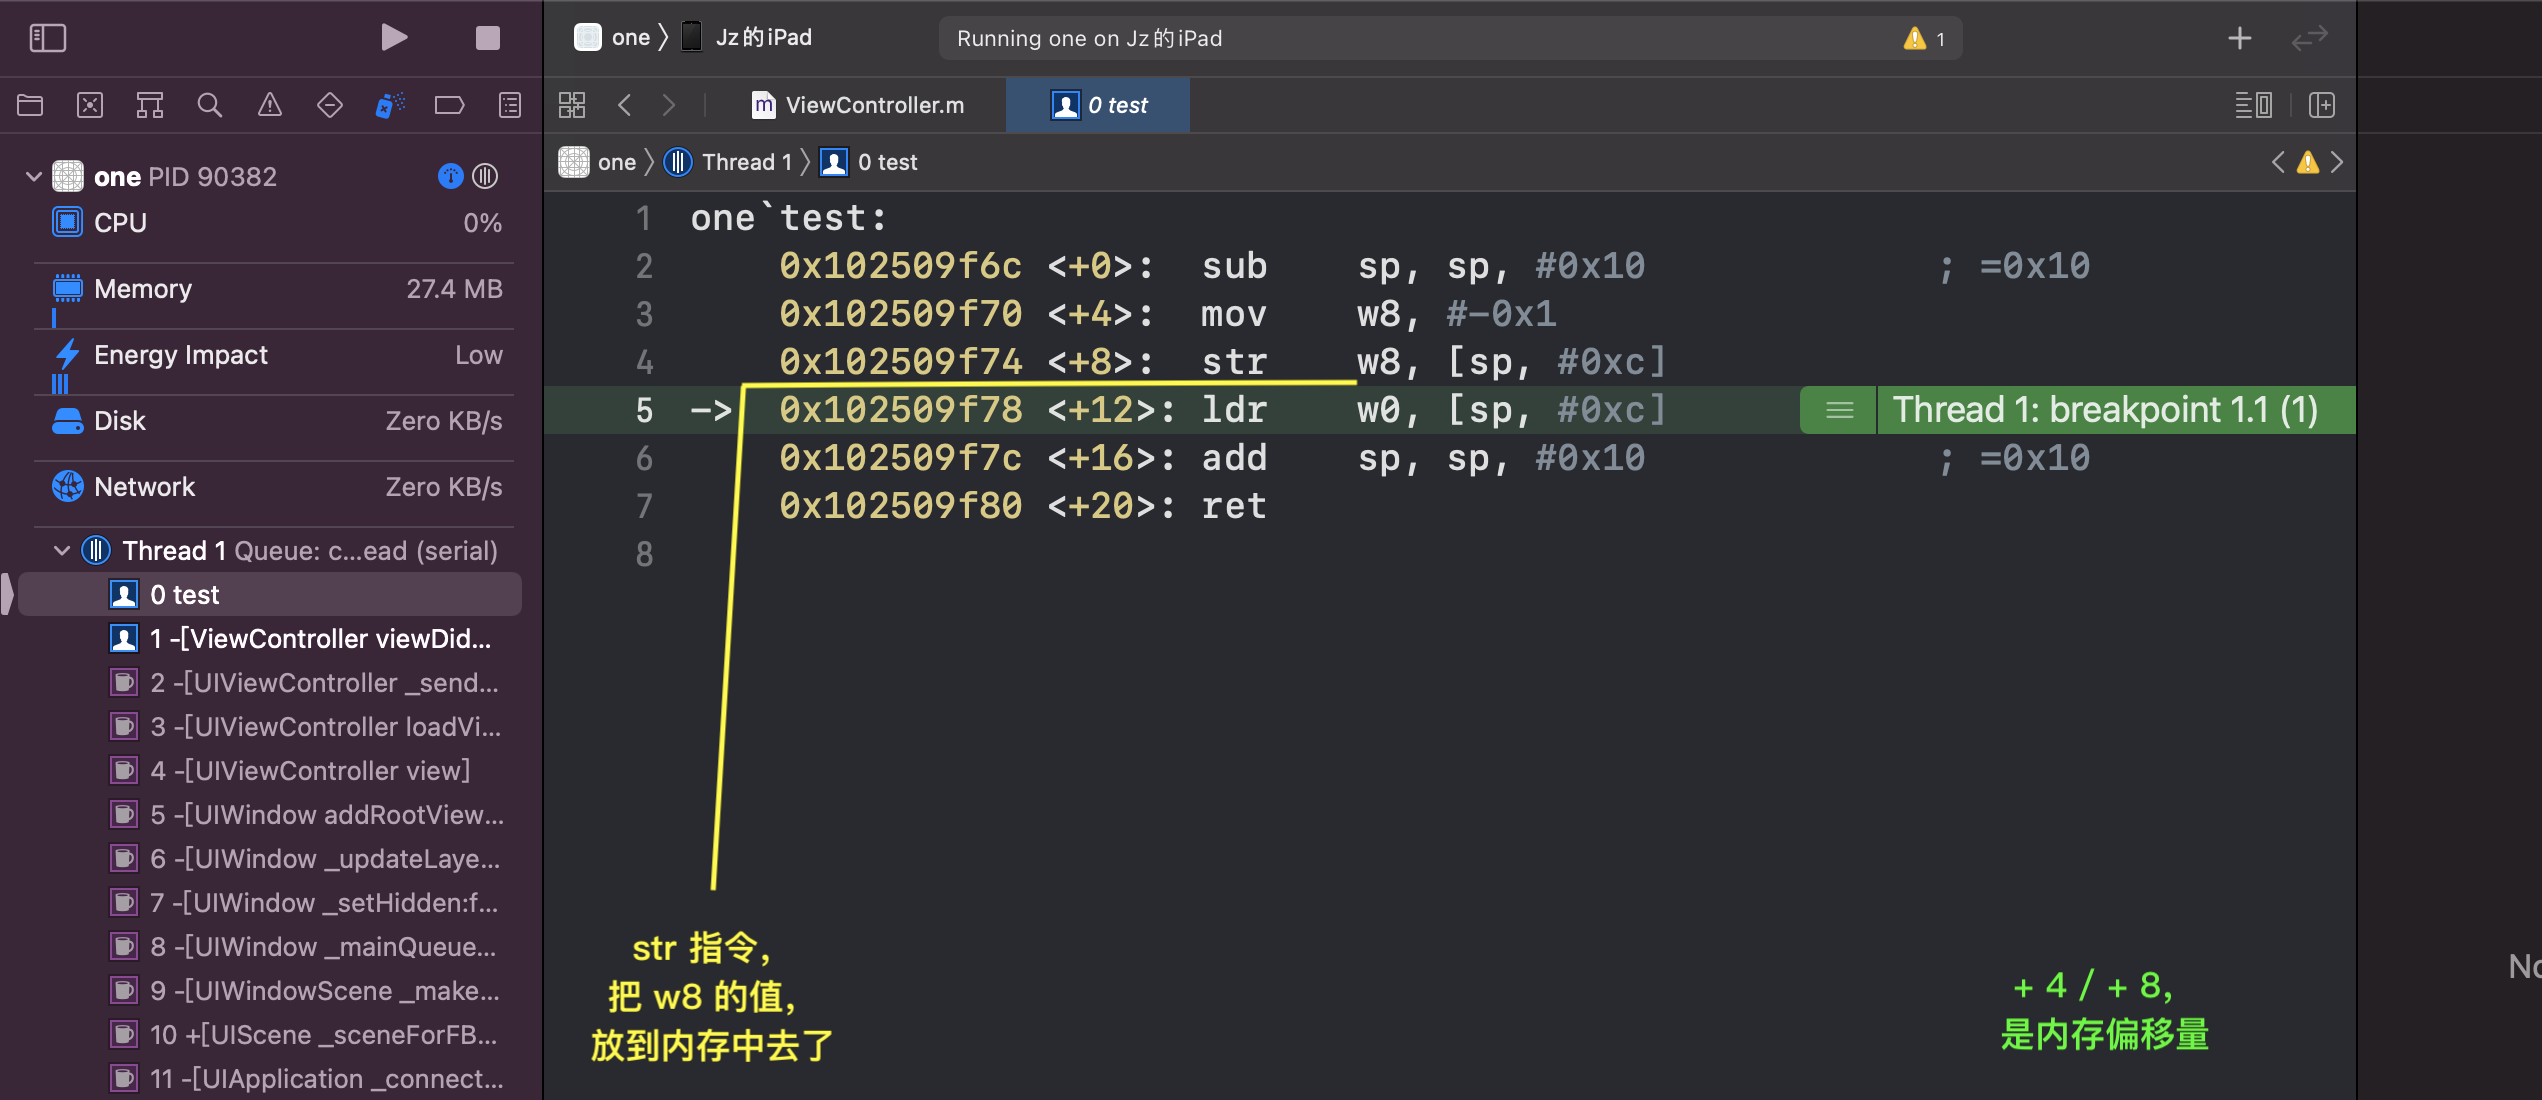 one 〉 Jz的iPad
Running one on Jz的iPad 1
ViewController.m
0 test
one 〉 Thread 1 〉 0 test
one PID 90382
CPU 0%
Memory 27.4 MB
Energy Impact Low
Disk Zero KB/s
Network Zero KB/s
Thread 1 Queue: c...ead (serial)
0 test
1 -[ViewController viewDid...
2 -[UIViewController _send...
3 -[UIViewController loadVi...
4 -[UIViewController view]
5 -[UIWindow addRootView...
6 -[UIWindow _updateLaye...
7 -[UIWindow _setHidden:f...
8 -[UIWindow _mainQueue...
9 -[UIWindowScene _make...
10 +[UIScene _sceneForFB...
11 -[UIApplication _connect...
1 one`test:
2 0x102509f6c <+0>: sub sp, sp, #0x10 ; =0x10
3 0x102509f70 <+4>: mov w8, #-0x1
4 0x102509f74 <+8>: str w8, [sp, #0xc]
5 -> 0x102509f78 <+12>: ldr w0, [sp, #0xc] Thread 1: breakpoint 1.1 (1)
6 0x102509f7c <+16>: add sp, sp, #0x10 ; =0x10
7 0x102509f80 <+20>: ret
8
str 指令,
把 w8 的值,
放到内存中去了
+ 4 / + 8,
是内存偏移量